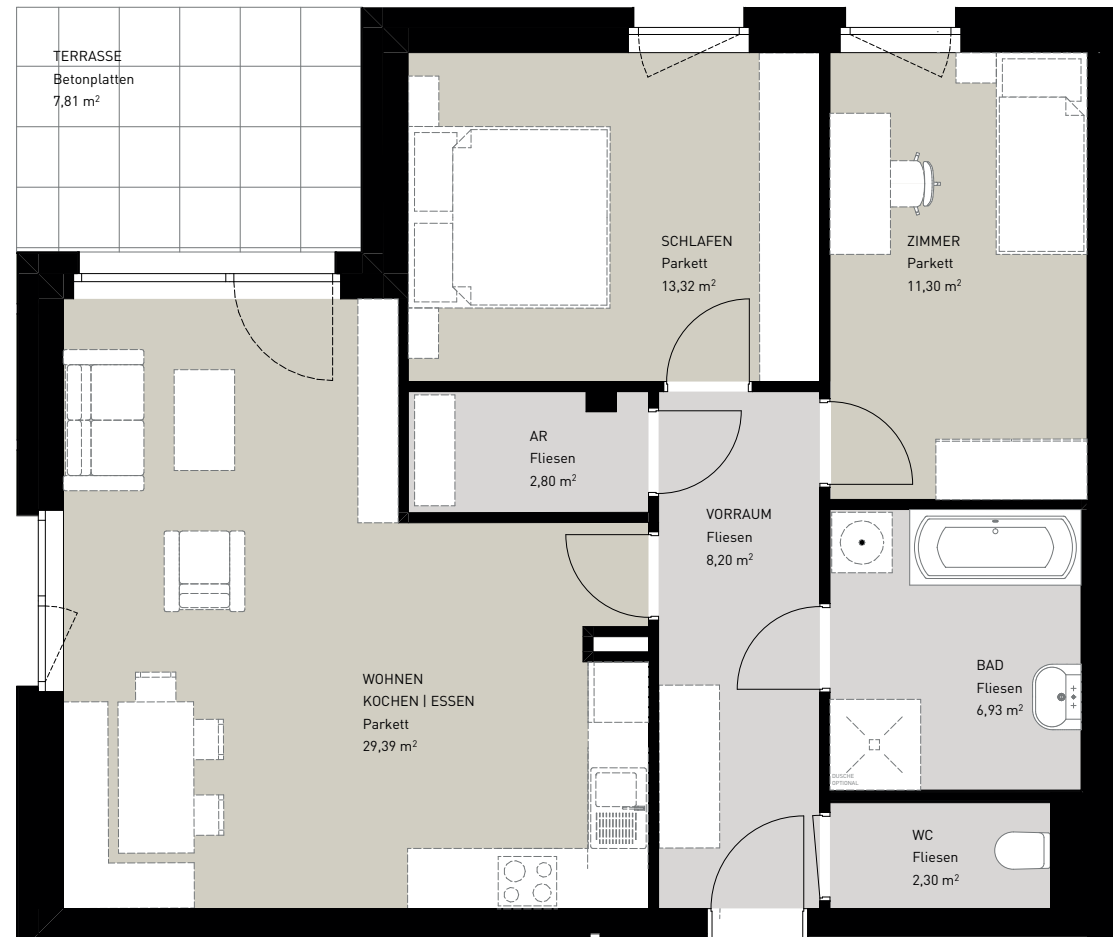 TERRASSE
Betonplatten
7,81 m²
SCHLAFEN
Parkett
13,32 m²
ZIMMER
Parkett
11,30 m²
AR
Fliesen
2,80 m²
VORRAUM
Fliesen
8,20 m²
WOHNEN
KOCHEN | ESSEN
Parkett
29,39 m²
BAD
Fliesen
6,93 m²
DUSCHE
OPTIONAL
WC
Fliesen
2,30 m²